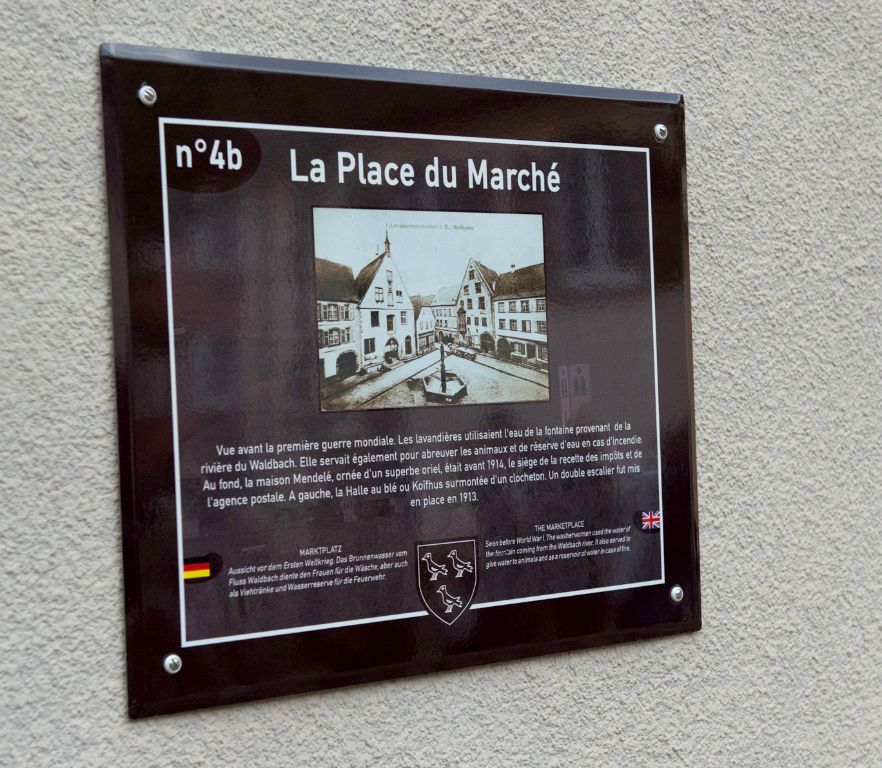 n°4b
La Place du Marché
Ammerschweier i. E., Marktplatz
Vue avant la première guerre mondiale. Les lavandières utilisaient l'eau de la fontaine provenant de la
rivière du Waldbach. Elle servait également pour abreuver les animaux et de réserve d'eau en cas d'incendie.
Au fond, la maison Mendelé, ornée d'un superbe oriel, était avant 1914, le siège de la recette des impôts et de
l'agence postale. A gauche, la Halle au blé ou Koïfhus surmontée d'un clocheton. Un double escalier fut mis
en place en 1913.
MARKTPLATZ
Aussicht vor dem Ersten Weltkrieg. Das Brunnenwasser vom
Fluss Waldbach diente den Frauen für die Wäsche, aber auch
als Viehtränke und Wasserreserve für die Feuerwehr.
THE MARKETPLACE
Seen before World War I. The washerwomen used the water of
the fountain coming from the Waldbach river. It also served to
give water to animals and as a reservoir of water in case of fire.